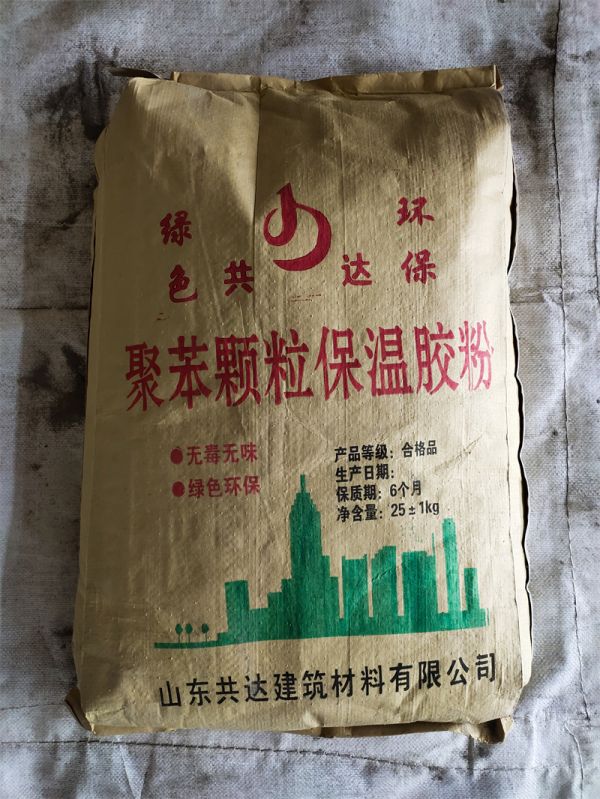 绿色
共达
环保
聚苯颗粒保温胶粉
●无毒无味
●绿色环保
产品等级：合格品
生产日期：
保质期：6个月
净含量：25±1kg
山东共达建筑材料有限公司